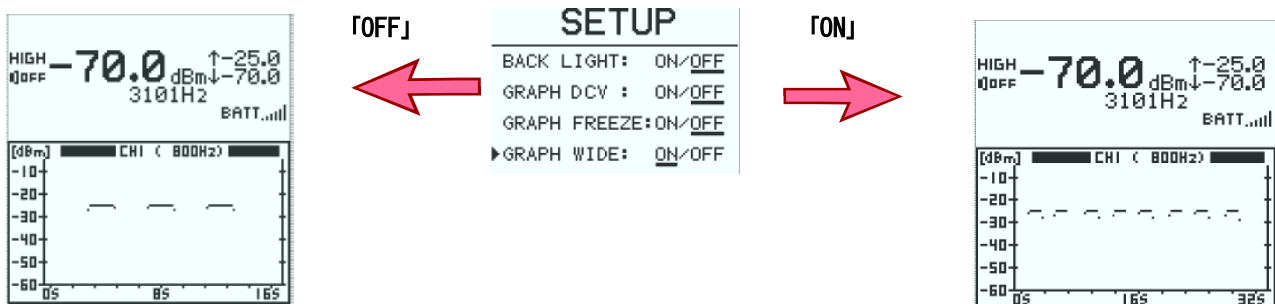 HIGH -70.0 dBm ↑-25.0
OFF ↓-70.0
3101Hz
BATT
[dBm] CH1 ( 800Hz)
-10
-20
-30
-40
-50
-60
0S 8S 16S
「OFF」
SETUP
BACK LIGHT: ON/OFF
GRAPH DCV : ON/OFF
GRAPH FREEZE:ON/OFF
▶GRAPH WIDE: ON/OFF
「ON」
HIGH -70.0 dBm ↑-25.0
OFF ↓-70.0
3101Hz
BATT
[dBm] CH1 ( 800Hz)
-10
-20
-30
-40
-50
-60
0S 16S 32S